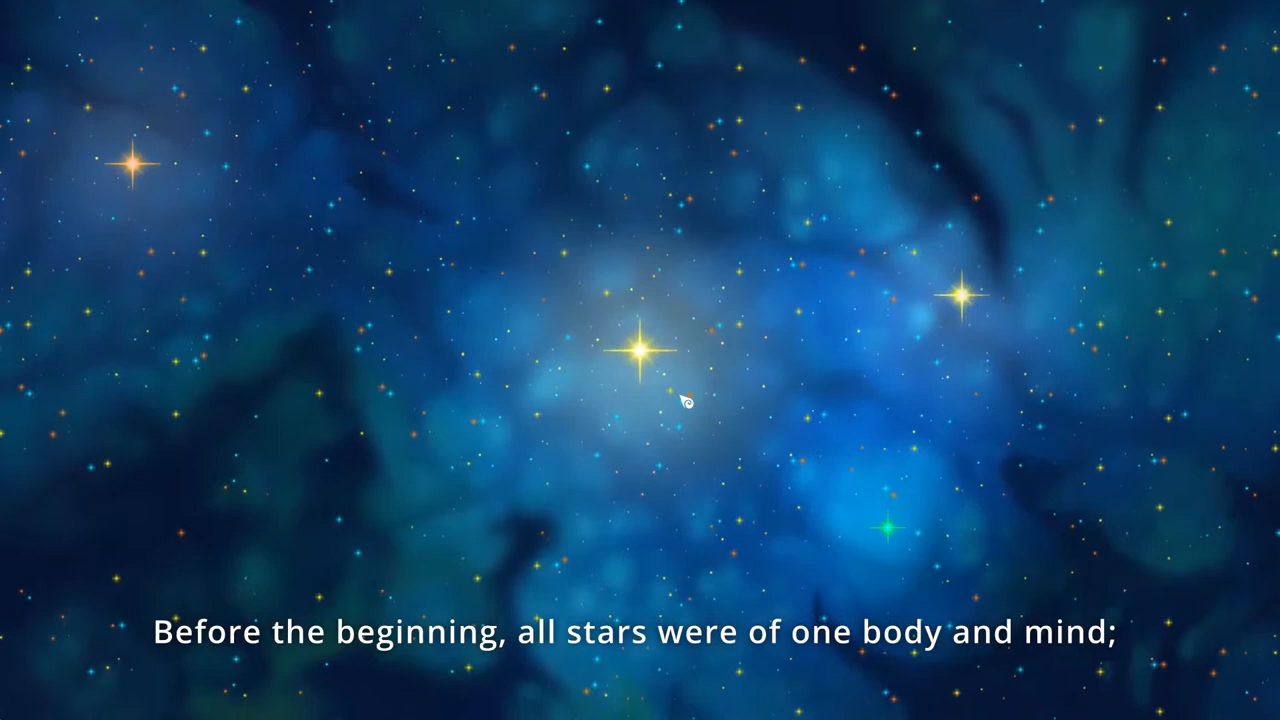 Before the beginning, all stars were of one body and mind;